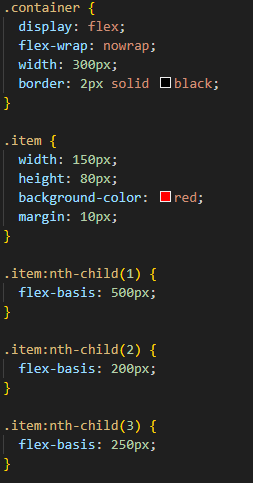 .container {
  display: flex;
  flex-wrap: nowrap;
  width: 300px;
  border: 2px solid black;
}

.item {
  width: 150px;
  height: 80px;
  background-color: red;
  margin: 10px;
}

.item:nth-child(1) {
  flex-basis: 500px;
}

.item:nth-child(2) {
  flex-basis: 200px;
}

.item:nth-child(3) {
  flex-basis: 250px;
}